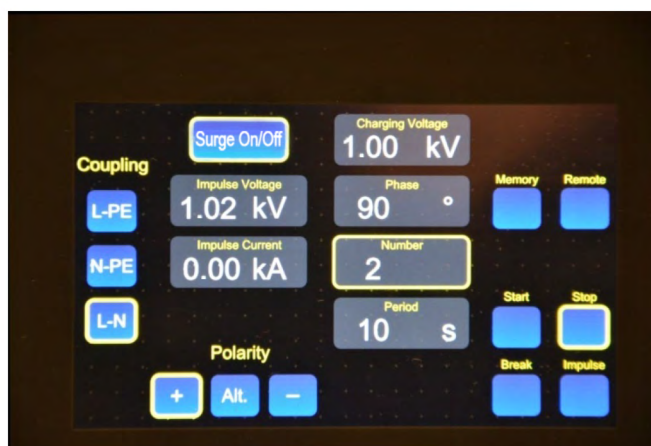 Surge On/Off
Charging Voltage
1.00 kV
Coupling
Impulse Voltage
1.02 kV
Phase
90 °
Memory
Remote
L-PE
Impulse Current
0.00 kA
Number
2
N-PE
Period
10 s
Start
Stop
L-N
Polarity
Break
Impulse
+
Alt.
−